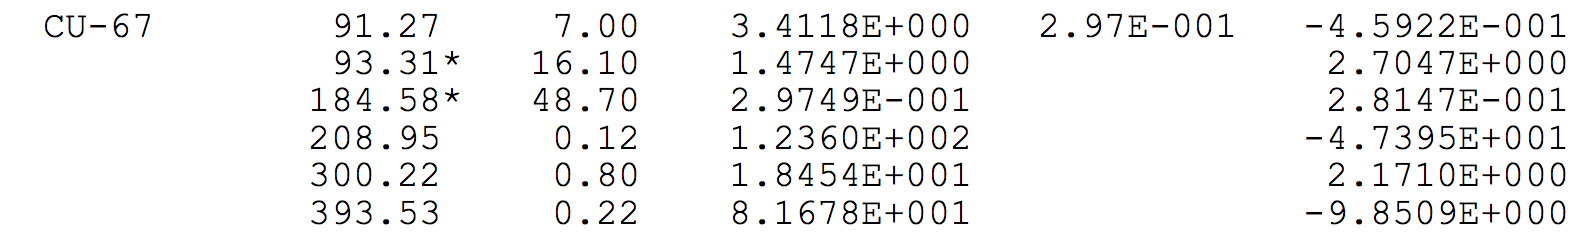 CU-67 91.27 7.00 3.4118E+000 2.97E-001 -4.5922E-001
93.31* 16.10 1.4747E+000 2.7047E+000
184.58* 48.70 2.9749E-001 2.8147E-001
208.95 0.12 1.2360E+002 -4.7395E+001
300.22 0.80 1.8454E+001 2.1710E+000
393.53 0.22 8.1678E+001 -9.8509E+000